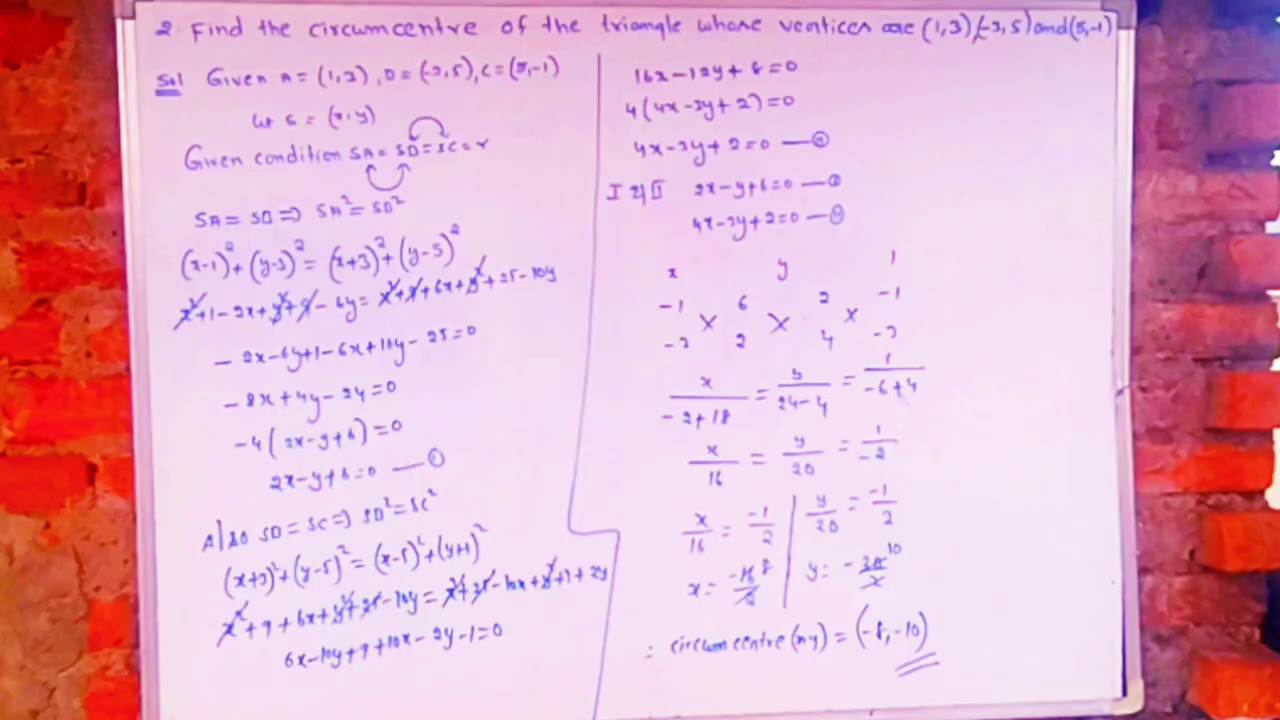 2. Find the circumcentre of the triangle whose vertices are (1,3), (-3,5) and (5,-1)
Sol Given A = (1,3), B = (-3,5), C = (5,-1)
let S = (x,y)
Given condition SA = SB = SC = r
SA = SB ⇒ SA² = SB²
(x-1)² + (y-3)² = (x+3)² + (y-5)²
x² + 1 - 2x + y² + 9 - 6y = x² + 9 + 6x + y² + 25 - 10y
- 2x - 6y + 1 - 6x + 10y - 25 = 0
- 8x + 4y - 24 = 0
-4 ( 2x - y + 6 ) = 0
2x - y + 6 = 0 — ①
Also SB = SC ⇒ SB² = SC²
(x+3)² + (y-5)² = (x-5)² + (y+1)²
x² + 9 + 6x + y² + 25 - 10y = x² + 25 - 10x + y² + 1 + 2y
6x - 10y + 9 + 10x - 2y - 1 = 0
16x - 12y + 8 = 0
4 ( 4x - 3y + 2 ) = 0
4x - 3y + 2 = 0 — ②
2x - y + 6 = 0 — ①
4x - 3y + 2 = 0 — ②
x y 1
-1 6 2 -1
-3 2 4 -3
x/(-2+18) = y/(24-4) = 1/(-6+4)
x/16 = y/20 = 1/-2
x/16 = -1/2 | y/20 = -1/2
x = -16/2 8 | y = -20/2 10
∴ circumcentre (x,y) = (-8, -10)